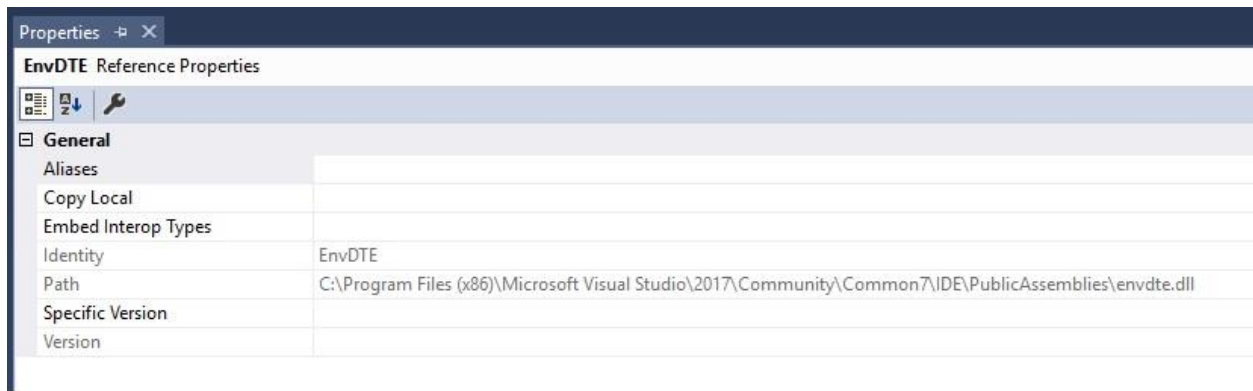 Properties
EnvDTE Reference Properties
General
Aliases
Copy Local
Embed Interop Types
Identity EnvDTE
Path C:\Program Files (x86)\Microsoft Visual Studio\2017\Community\Common7\IDE\PublicAssemblies\envdte.dll
Specific Version
Version